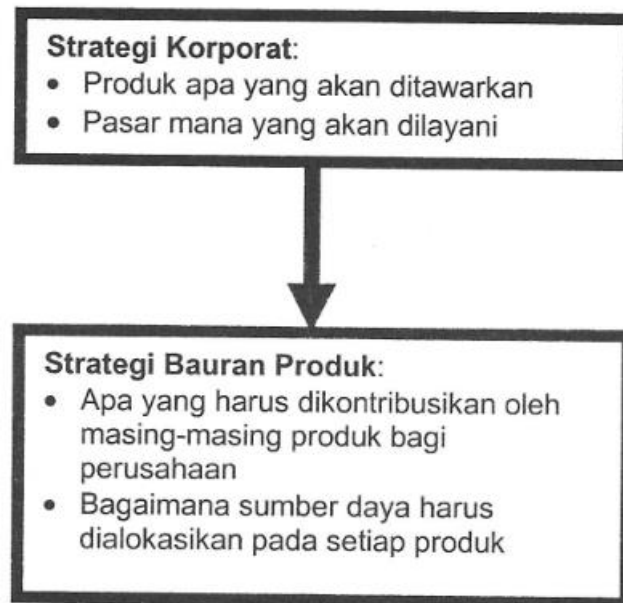 Strategi Korporat:
• Produk apa yang akan ditawarkan
• Pasar mana yang akan dilayani
Strategi Bauran Produk:
• Apa yang harus dikontribusikan oleh
masing-masing produk bagi
perusahaan
• Bagaimana sumber daya harus
dialokasikan pada setiap produk